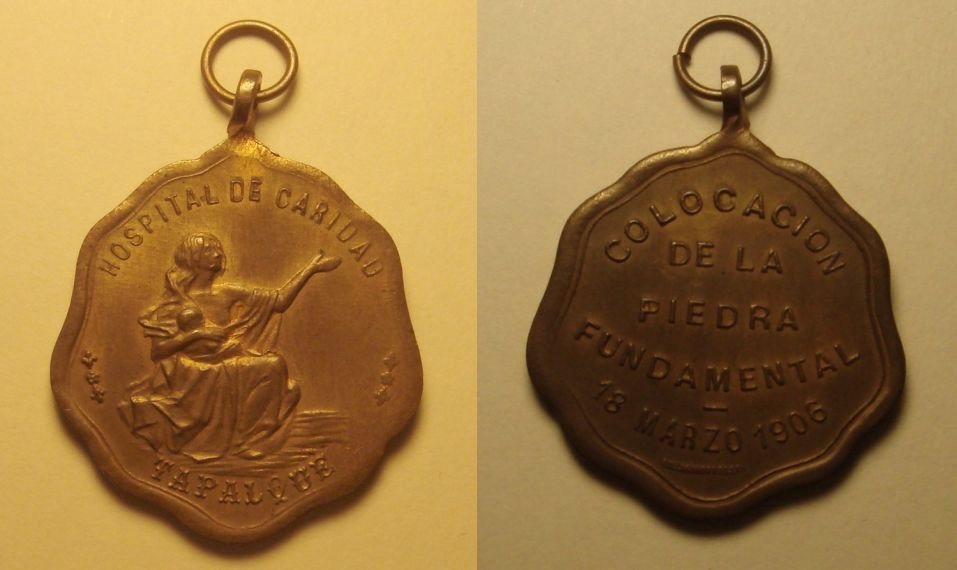 HOSPITAL DE CARIDAD
TAPALQUE
COLOCACION
DE LA
PIEDRA
FUNDAMENTAL
18 MARZO 1906